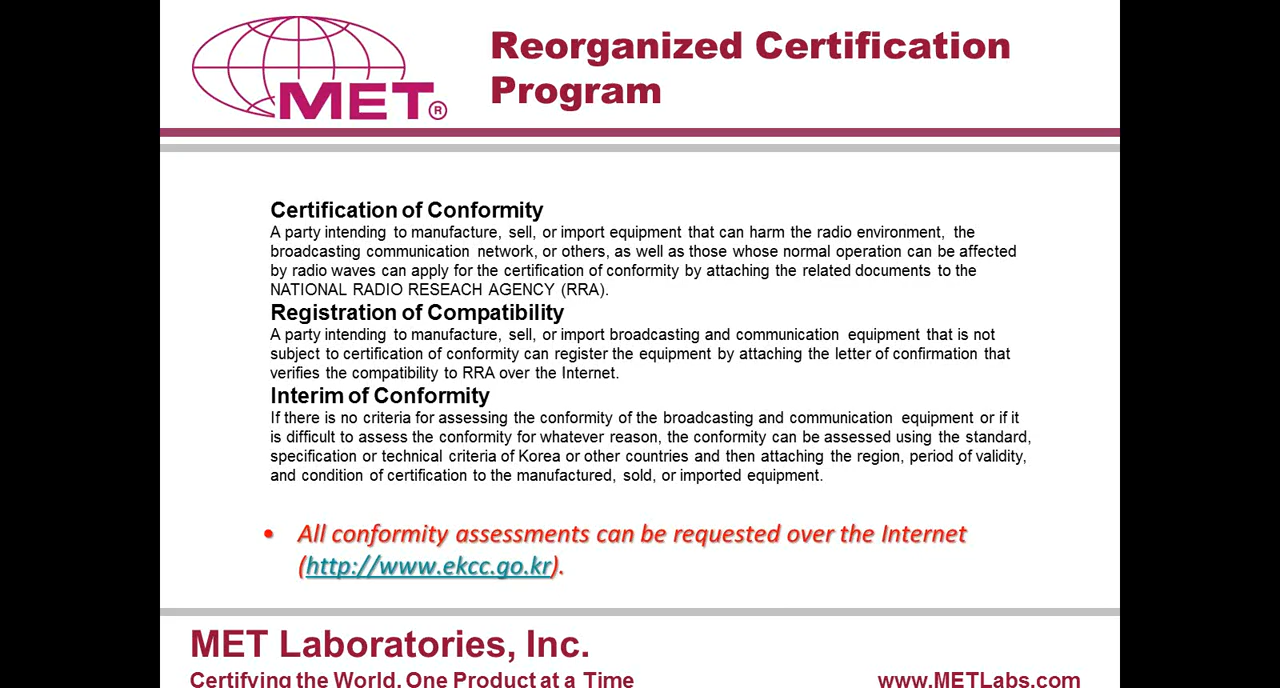 MET®
Reorganized Certification
Program
Certification of Conformity
A party intending to manufacture, sell, or import equipment that can harm the radio environment, the
broadcasting communication network, or others, as well as those whose normal operation can be affected
by radio waves can apply for the certification of conformity by attaching the related documents to the
NATIONAL RADIO RESEACH AGENCY (RRA).
Registration of Compatibility
A party intending to manufacture, sell, or import broadcasting and communication equipment that is not
subject to certification of conformity can register the equipment by attaching the letter of confirmation that
verifies the compatibility to RRA over the Internet.
Interim of Conformity
If there is no criteria for assessing the conformity of the broadcasting and communication equipment or if it
is difficult to assess the conformity for whatever reason, the conformity can be assessed using the standard,
specification or technical criteria of Korea or other countries and then attaching the region, period of validity,
and condition of certification to the manufactured, sold, or imported equipment.
• All conformity assessments can be requested over the Internet
(http://www.ekcc.go.kr).
MET Laboratories, Inc.
Certifying the World, One Product at a Time
www.METLabs.com